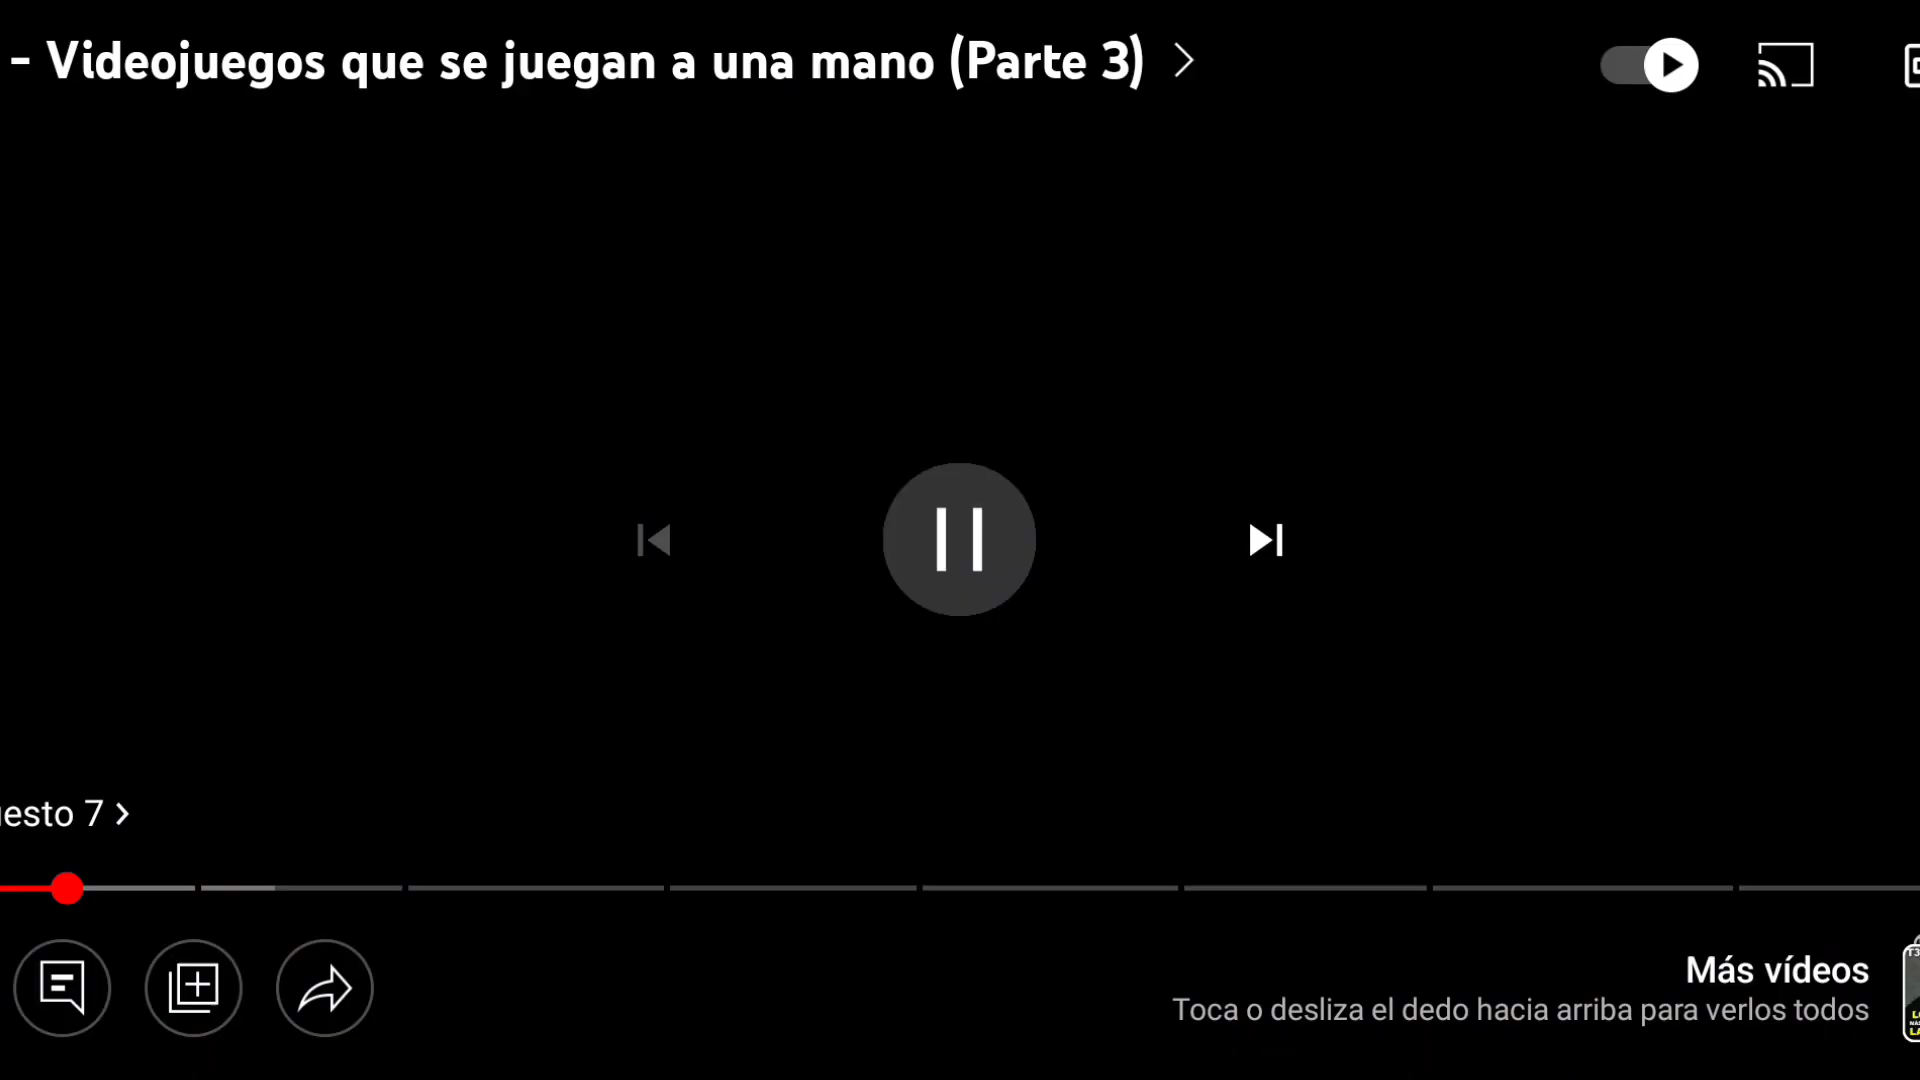 - Videojuegos que se juegan a una mano (Parte 3)
esto 7
Más vídeos
Toca o desliza el dedo hacia arriba para verlos todos